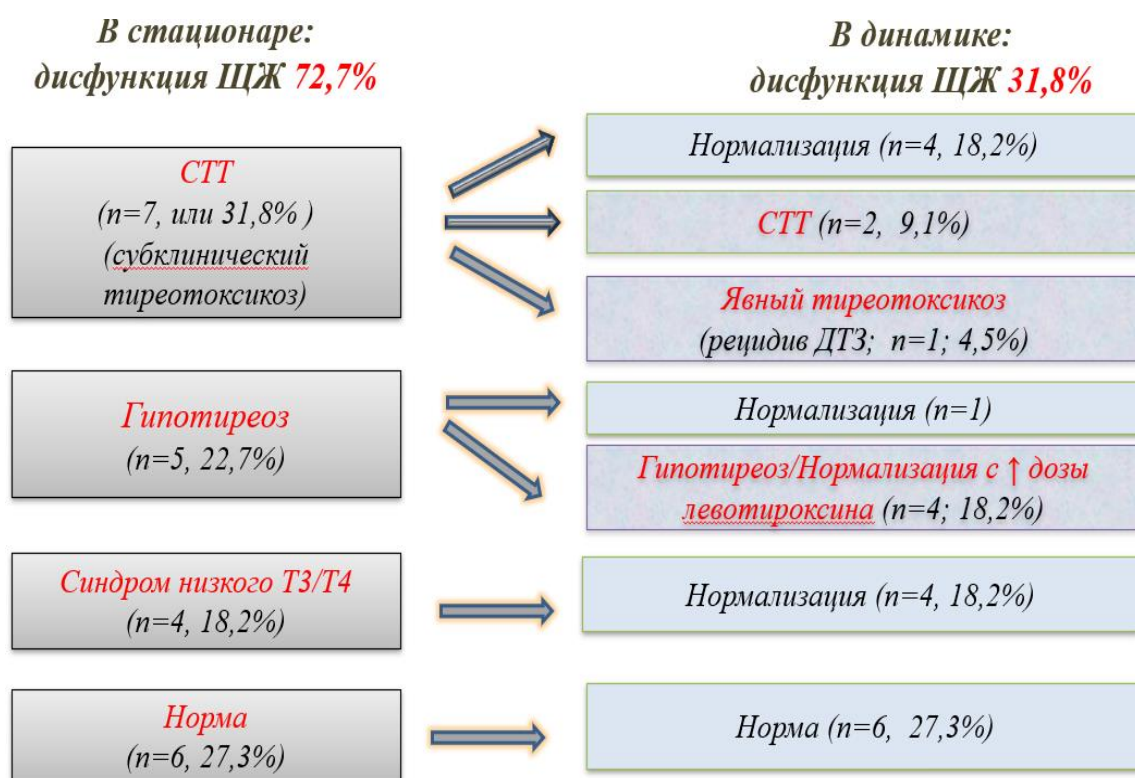 В стационаре:
дисфункция ЩЖ 72,7%
В динамике:
дисфункция ЩЖ 31,8%
СТТ
(n=7, или 31,8% )
(субклинический
тиреотоксикоз)
Нормализация (n=4, 18,2%)
СТТ (n=2, 9,1%)
Явный тиреотоксикоз
(рецидив ДТЗ; n=1; 4,5%)
Гипотиреоз
(n=5, 22,7%)
Нормализация (n=1)
Гипотиреоз/Нормализация с ↑ дозы
левотироксина (n=4; 18,2%)
Синдром низкого Т3/Т4
(n=4, 18,2%)
Нормализация (n=4, 18,2%)
Норма
(n=6, 27,3%)
Норма (n=6, 27,3%)